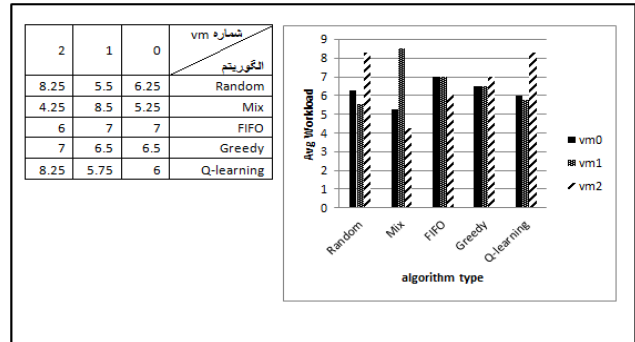 شماره vm
2 1 0
الگوریتم
8.25 5.5 6.25 Random
4.25 8.5 5.25 Mix
6 7 7 FIFO
7 6.5 6.5 Greedy
8.25 5.75 6 Q-learning
9
8
7
6
5
4
3
2
1
0
Avg Workload
Random Mix FIFO Greedy Q-learning
algorithm type
vm0
vm1
vm2